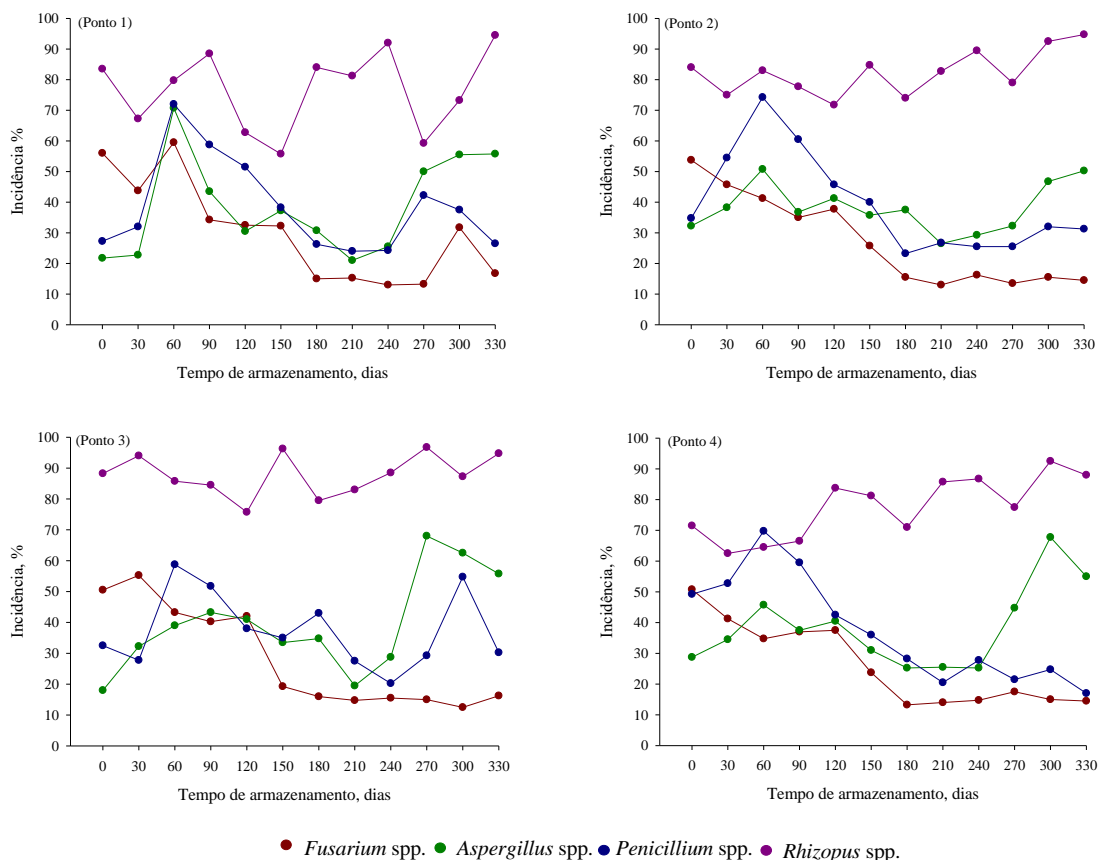 (Ponto 1)
Incidência %
100
90
80
70
60
50
40
30
20
10
0
0 30 60 90 120 150 180 210 240 270 300 330
Tempo de armazenamento, dias
(Ponto 2)
Incidência, %
100
90
80
70
60
50
40
30
20
10
0
0 30 60 90 120 150 180 210 240 270 300 330
Tempo de armazenamento, dias
(Ponto 3)
Incidência, %
100
90
80
70
60
50
40
30
20
10
0
0 30 60 90 120 150 180 210 240 270 300 330
Tempo de armazenamento, dias
(Ponto 4)
Incidência, %
100
90
80
70
60
50
40
30
20
10
0
0 30 60 90 120 150 180 210 240 270 300 330
Tempo de armazenamento, dias
Fusarium spp. Aspergillus spp. Penicillium spp. Rhizopus spp.